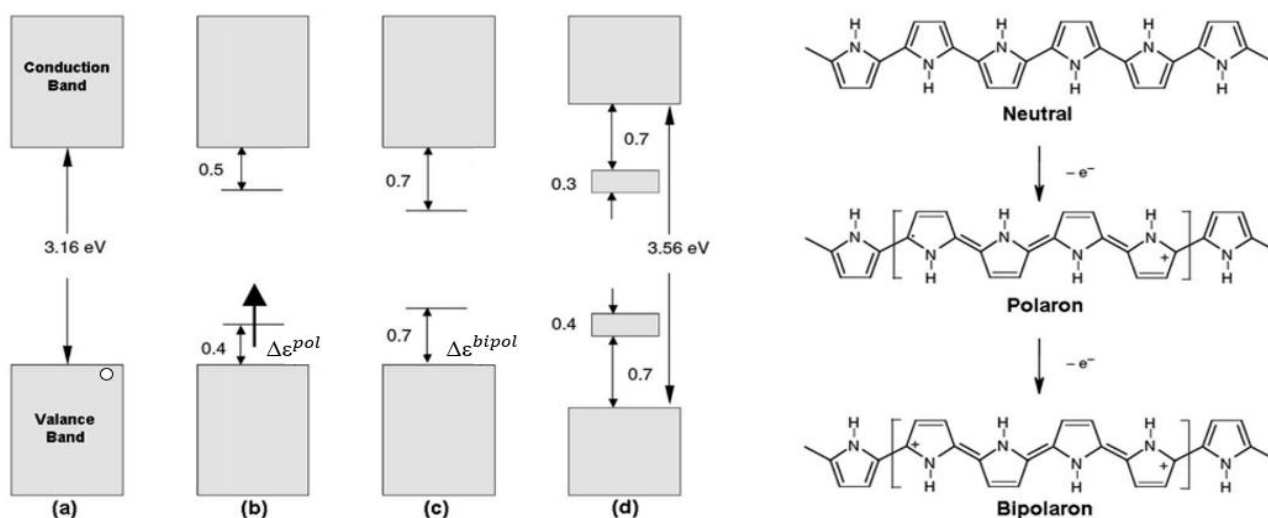 Conduction
Band
3.16 eV
Valance
Band
(a)
0.5
0.4
Δε^pol
(b)
0.7
0.7
Δε^bipol
(c)
0.7
0.3
3.56 eV
0.4
0.7
(d)
H
N
H
N
H
N
N
H
N
H
N
H
Neutral
– e⁻
H
N
H
N
H
N
·
N
H
N
H
+
N
H
Polaron
– e⁻
H
N
H
N
H
N
+
N
H
N
H
+
N
H
Bipolaron